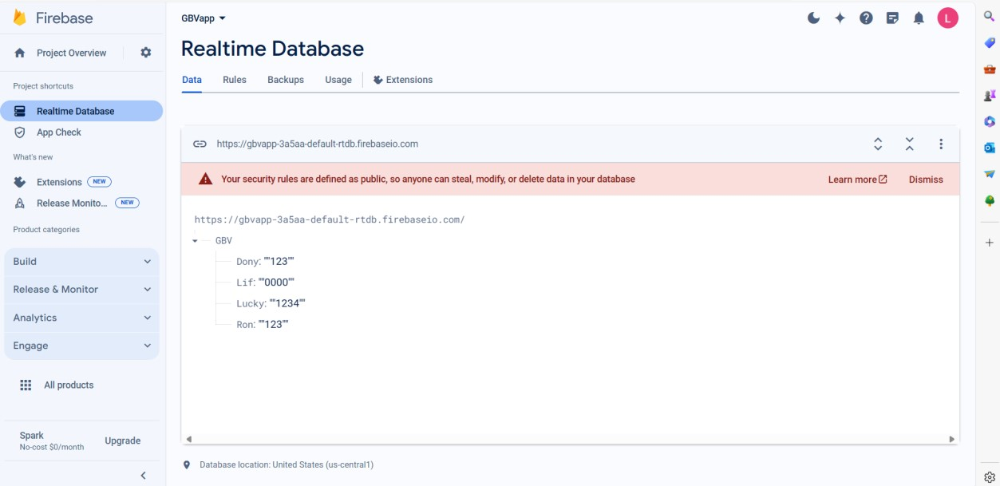 Firebase
GBVapp
L
Project Overview
Realtime Database
Data Rules Backups Usage Extensions
Project shortcuts
Realtime Database
App Check
What's new
Extensions NEW
Release Monito... NEW
Product categories
Build
Release & Monitor
Analytics
Engage
All products
Spark
No-cost $0/month
Upgrade
https://gbvapp-3a5aa-default-rtdb.firebaseio.com
Your security rules are defined as public, so anyone can steal, modify, or delete data in your database Learn more Dismiss
https://gbvapp-3a5aa-default-rtdb.firebaseio.com/
GBV
Dony: ""123""
Lif: ""0000""
Lucky: ""1234""
Ron: ""123""
Database location: United States (us-central1)